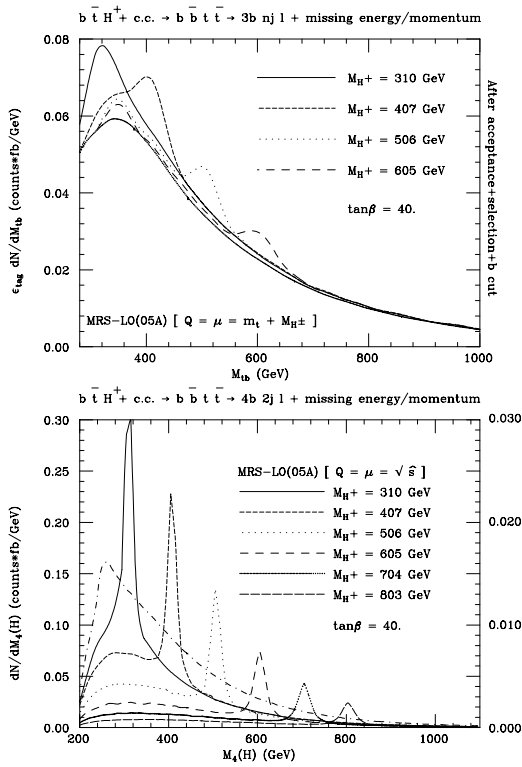 b t̄ H⁺ + c.c. → b b̄ t t̄ → 3b nj l + missing energy/momentum
0.08
0.06
0.04
0.02
0.00
ϵtag dN/dMtb (counts*fb/GeV)
MH+ = 310 GeV
MH+ = 407 GeV
MH+ = 506 GeV
MH+ = 605 GeV
tanβ = 40.
After acceptance+selection+b cut
MRS-LO(05A) [ Q = μ = mt + MH± ]
400
600
800
1000
Mtb (GeV)
b t̄ H⁺ + c.c. → b b̄ t t̄ → 4b 2j l + missing energy/momentum
0.30
0.25
0.20
0.15
0.10
0.05
0.00
dN/dM4(H) (counts*fb/GeV)
MRS-LO(05A) [ Q = μ = √ŝ ]
MH+ = 310 GeV
MH+ = 407 GeV
MH+ = 506 GeV
MH+ = 605 GeV
MH+ = 704 GeV
MH+ = 803 GeV
tanβ = 40.
0.030
0.020
0.010
0.000
200
400
600
800
1000
M4(H) (GeV)